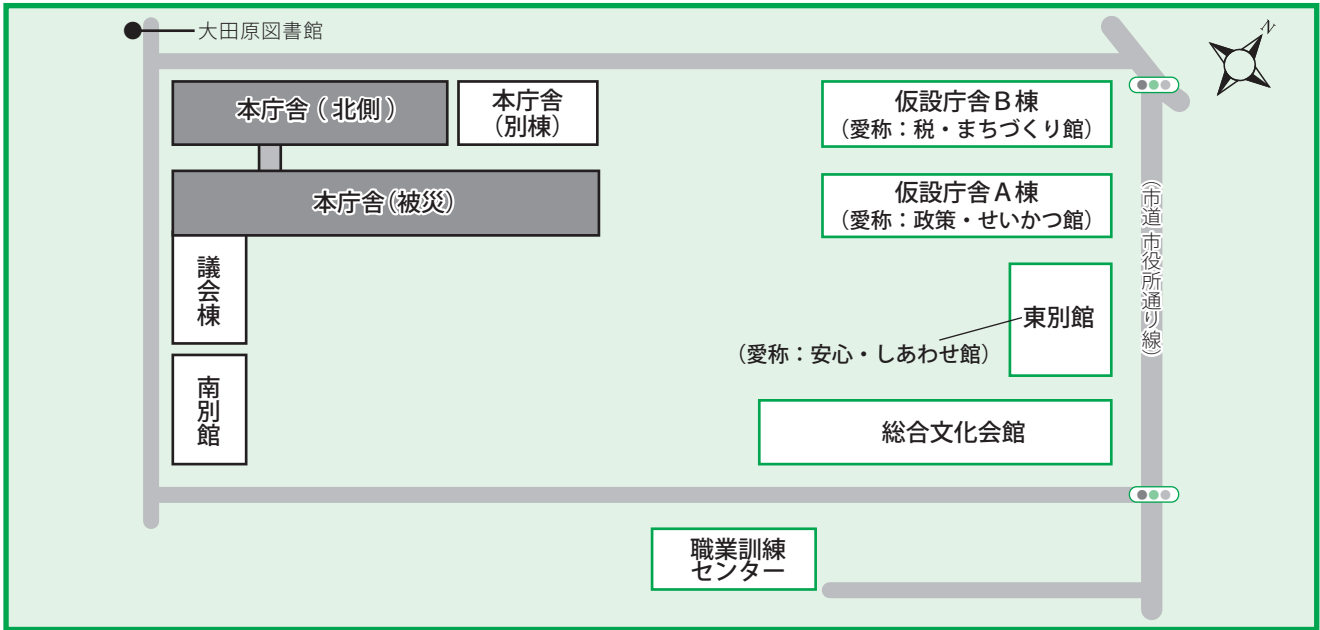 大田原図書館
N
本庁舎（北側）
本庁舎
（別棟）
仮設庁舎Ｂ棟
（愛称：税・まちづくり館）
本庁舎（被災）
仮設庁舎Ａ棟
（愛称：政策・せいかつ館）
（市道 市役所通り線）
議会棟
東別館
（愛称：安心・しあわせ館）
南別館
総合文化会館
職業訓練
センター